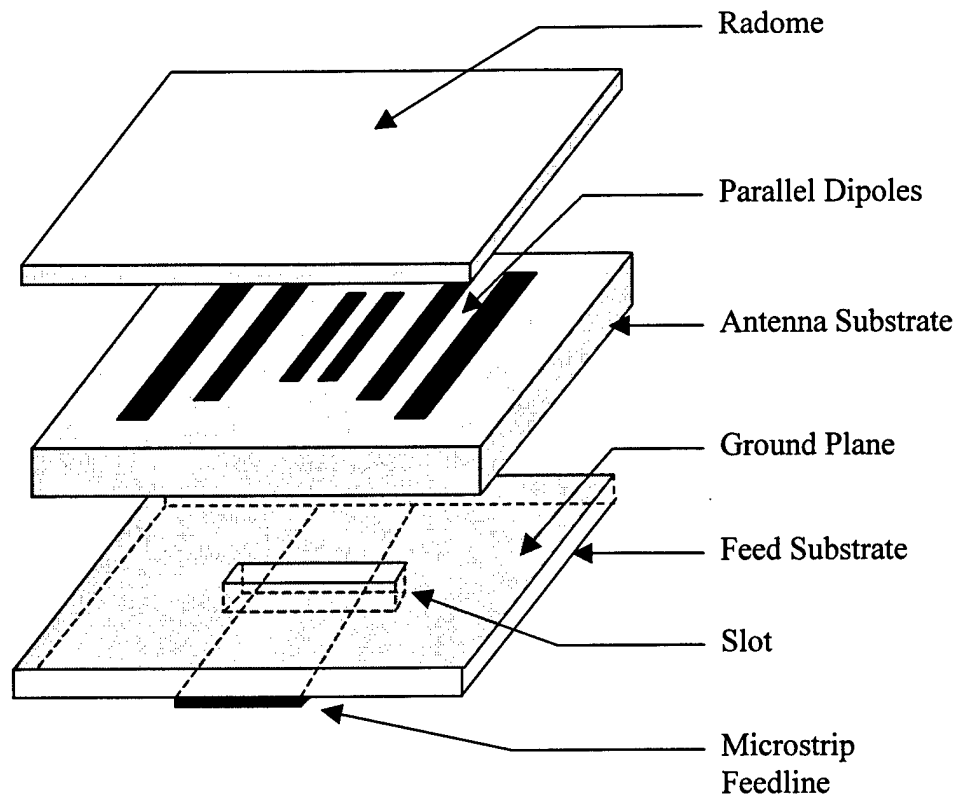 Radome
Parallel Dipoles
Antenna Substrate
Ground Plane
Feed Substrate
Slot
Microstrip
Feedline